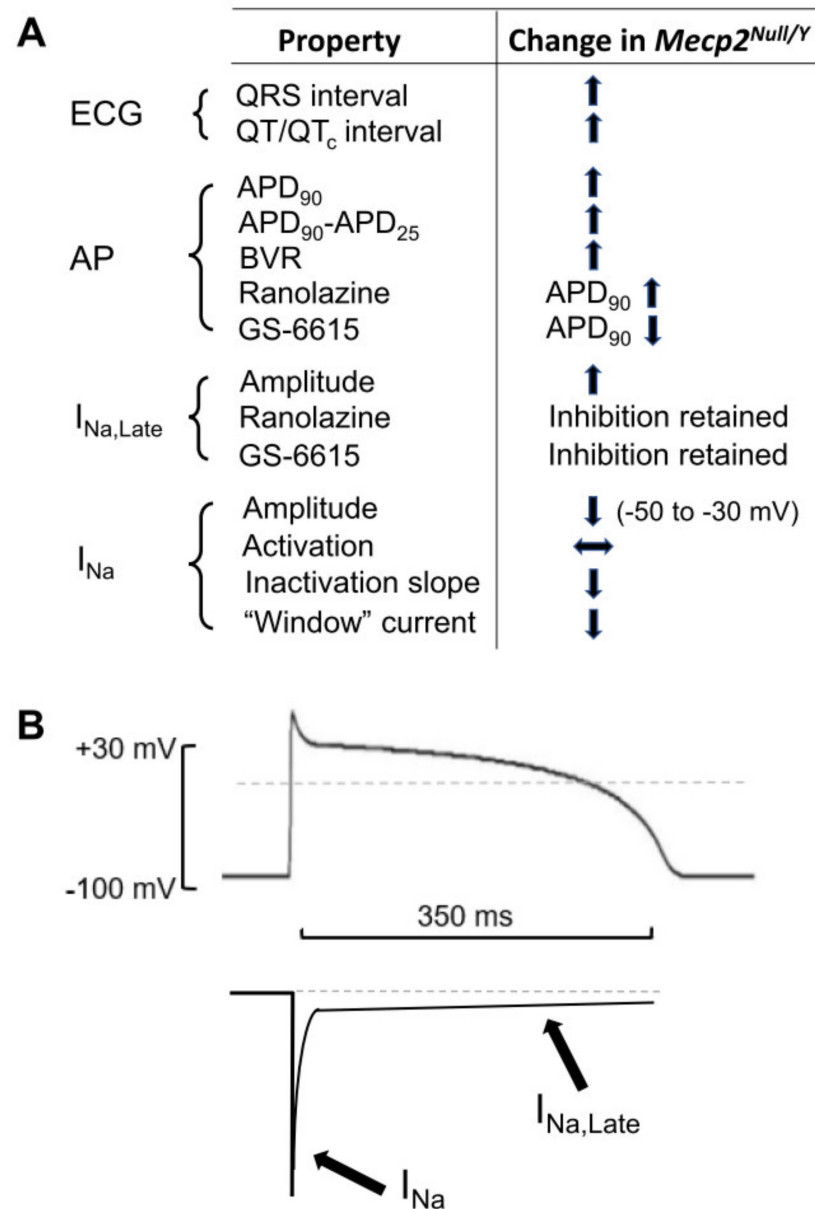 A
Property Change in Mecp2Null/Y
ECG
QRS interval ↑
QT/QTc interval ↑
AP
APD90 ↑
APD90-APD25 ↑
BVR ↑
Ranolazine APD90 ↑
GS-6615 APD90 ↓
INa,Late
Amplitude ↑
Ranolazine Inhibition retained
GS-6615 Inhibition retained
INa
Amplitude ↓ (-50 to -30 mV)
Activation ↔
Inactivation slope ↓
“Window” current ↓
B
+30 mV
-100 mV
350 ms
INa,Late
INa